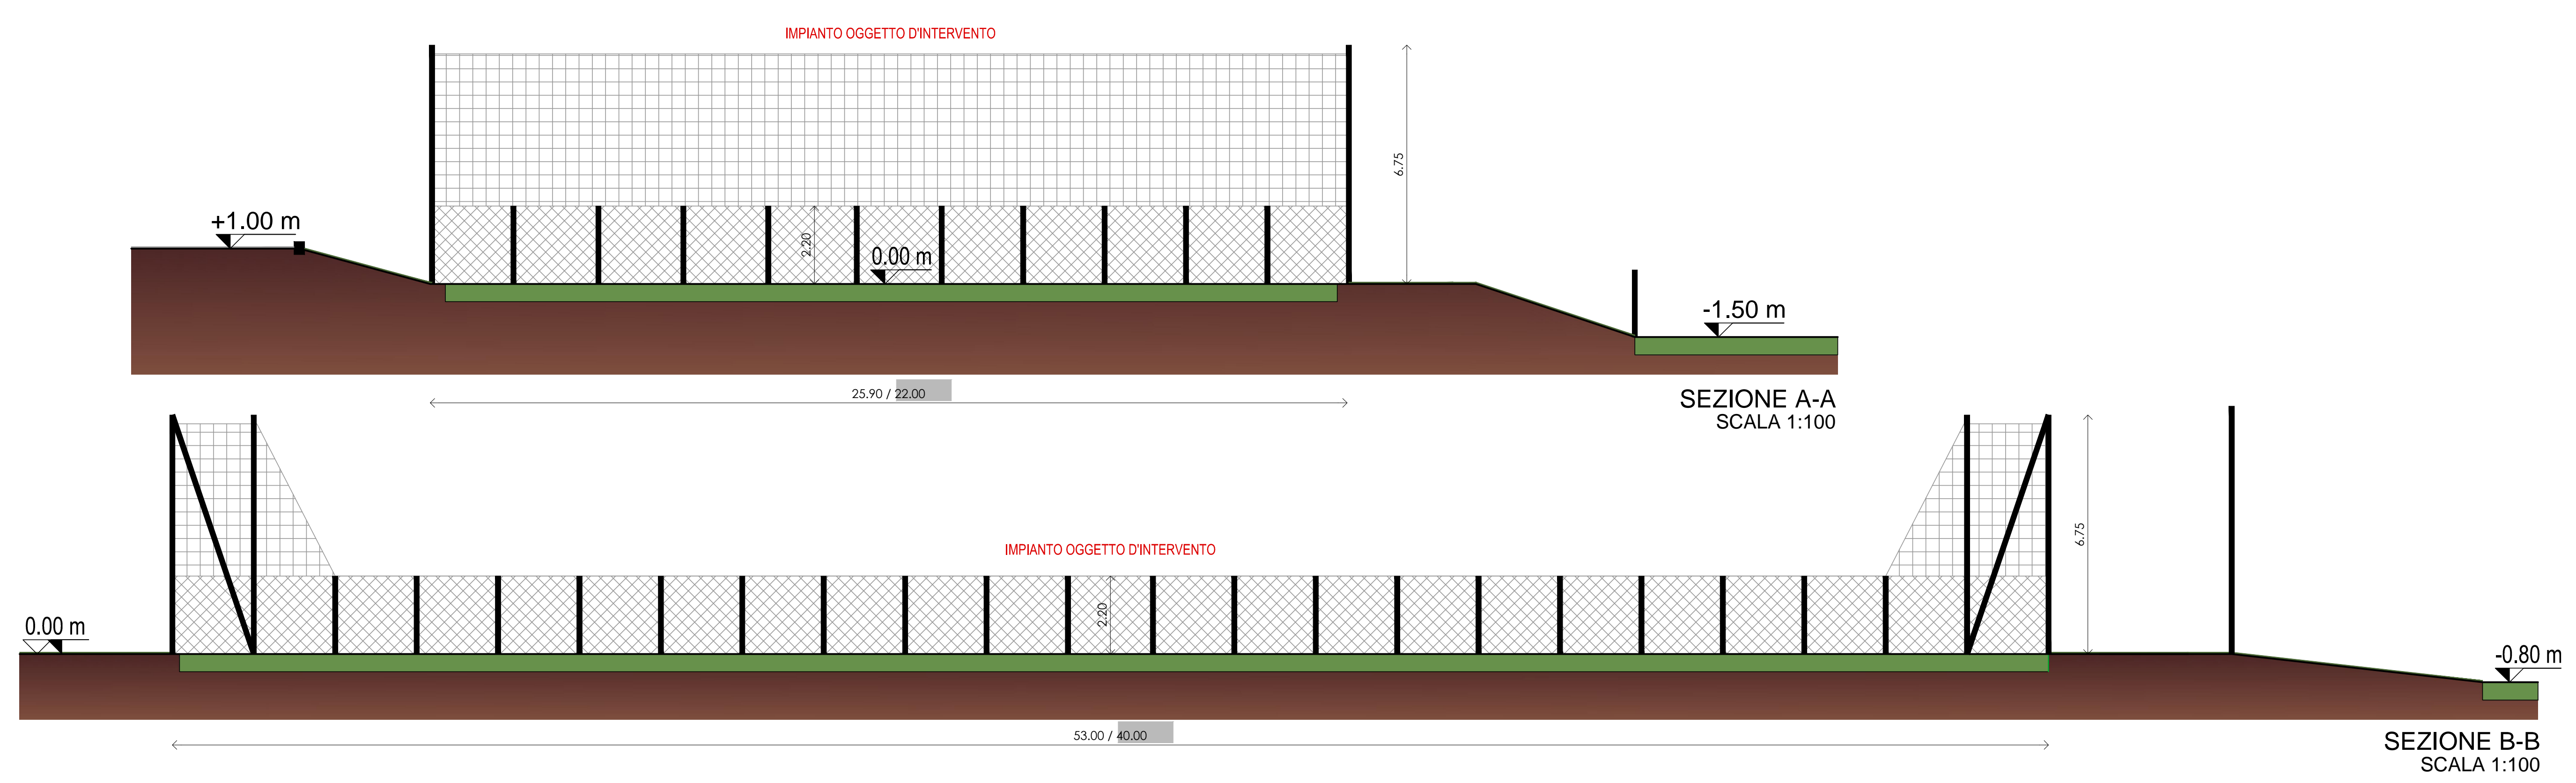 IMPIANTO OGGETTO D'INTERVENTO
6.75
+1.00 m
2.20
0.00 m
-1.50 m
25.90 / 22.00
SEZIONE A-A
SCALA 1:100
IMPIANTO OGGETTO D'INTERVENTO
6.75
2.20
0.00 m
-0.80 m
53.00 / 40.00
SEZIONE B-B
SCALA 1:100